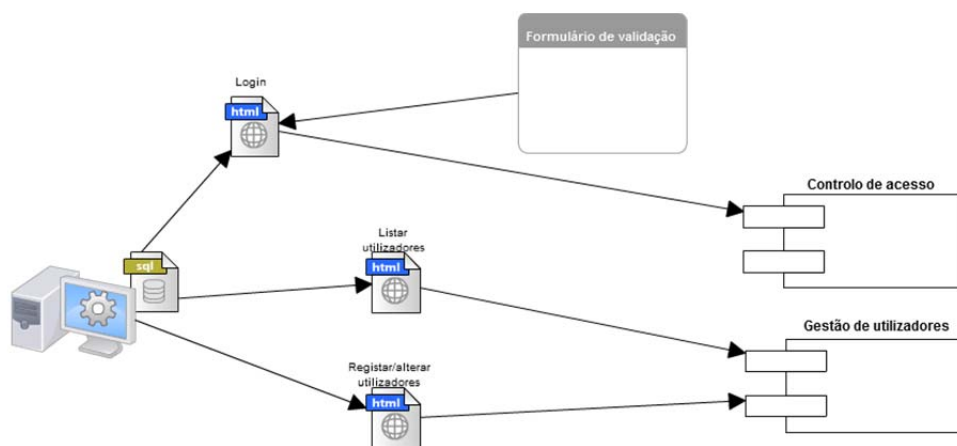 Formulário de validação
Login
html
Controlo de acesso
Listar
utilizadores
sql
html
Gestão de utilizadores
Registar/alterar
utilizadores
html